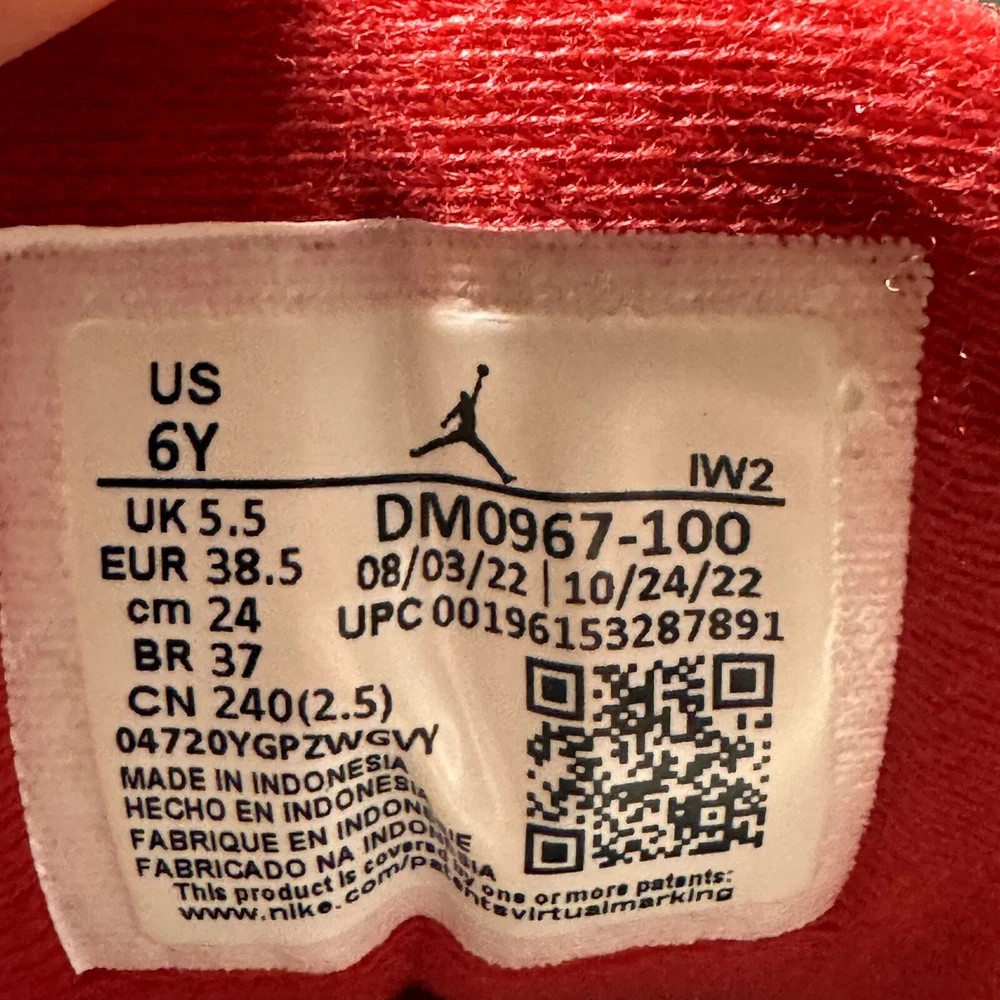 US
6Y
IW2
UK 5.5
EUR 38.5
cm 24
BR 37
CN 240(2.5)
DM0967-100
08/03/22 | 10/24/22
UPC 00196153287891
04720YGPZWGVY
MADE IN INDONESIA
HECHO EN INDONESIA
FABRIQUE EN INDONESIE
FABRICADO NA INDONESIA
This product is covered by one or more patents:
www.nike.com/patentsvirtualmarking